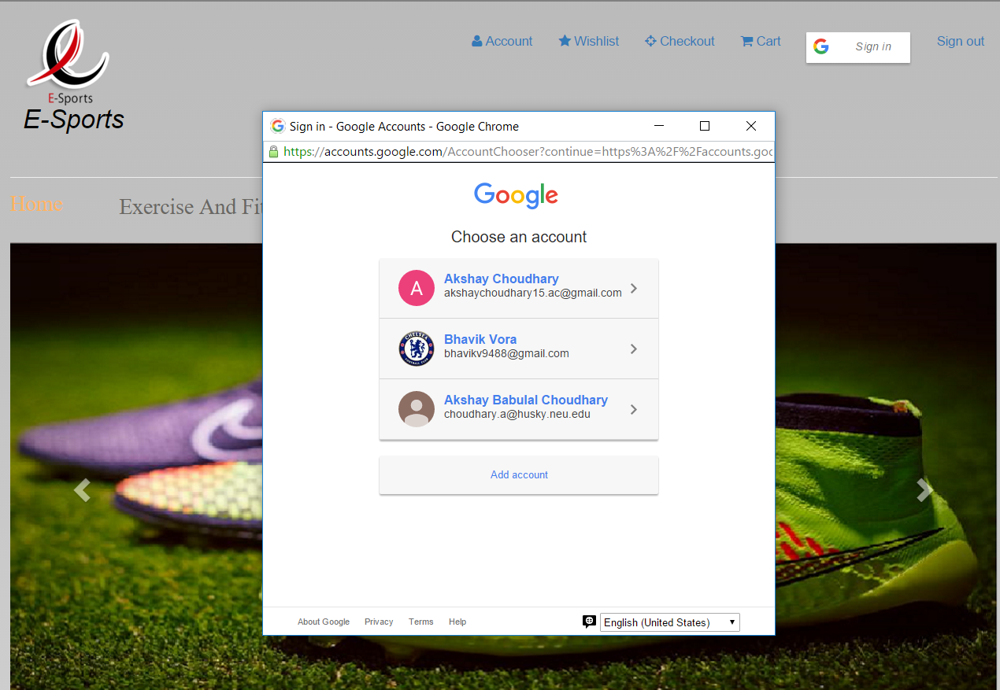 Account Wishlist Checkout Cart Sign in Sign out
E-Sports
E-Sports
Home Exercise And Fit
Sign in - Google Accounts - Google Chrome
https://accounts.google.com/AccountChooser?continue=https%3A%2F%2Faccounts.goo
Google
Choose an account
A
Akshay Choudhary
akshaychoudhary15.ac@gmail.com
CHELSEA
FOOTBALL CLUB
Bhavik Vora
bhavikv9488@gmail.com
Akshay Babulal Choudhary
choudhary.a@husky.neu.edu
Add account
About Google Privacy Terms Help English (United States)